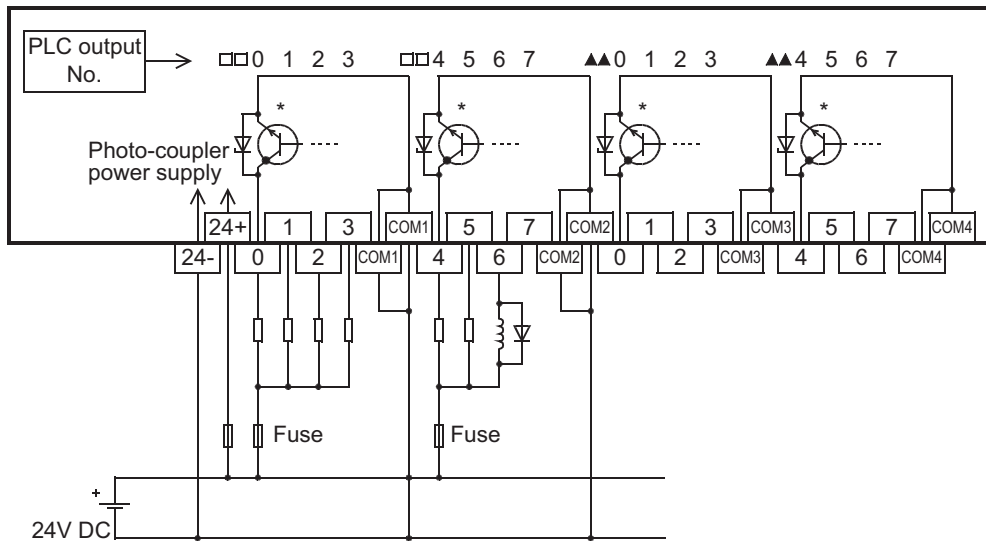 PLC output
No.
□□0 1 2 3 □□4 5 6 7 ▲▲0 1 2 3 ▲▲4 5 6 7
* * * *
Photo-coupler
power supply
24+ 1 3 COM1 5 7 COM2 1 3 COM3 5 7 COM4
24- 0 2 COM1 4 6 COM2 0 2 COM3 4 6 COM4
Fuse Fuse
+
24V DC